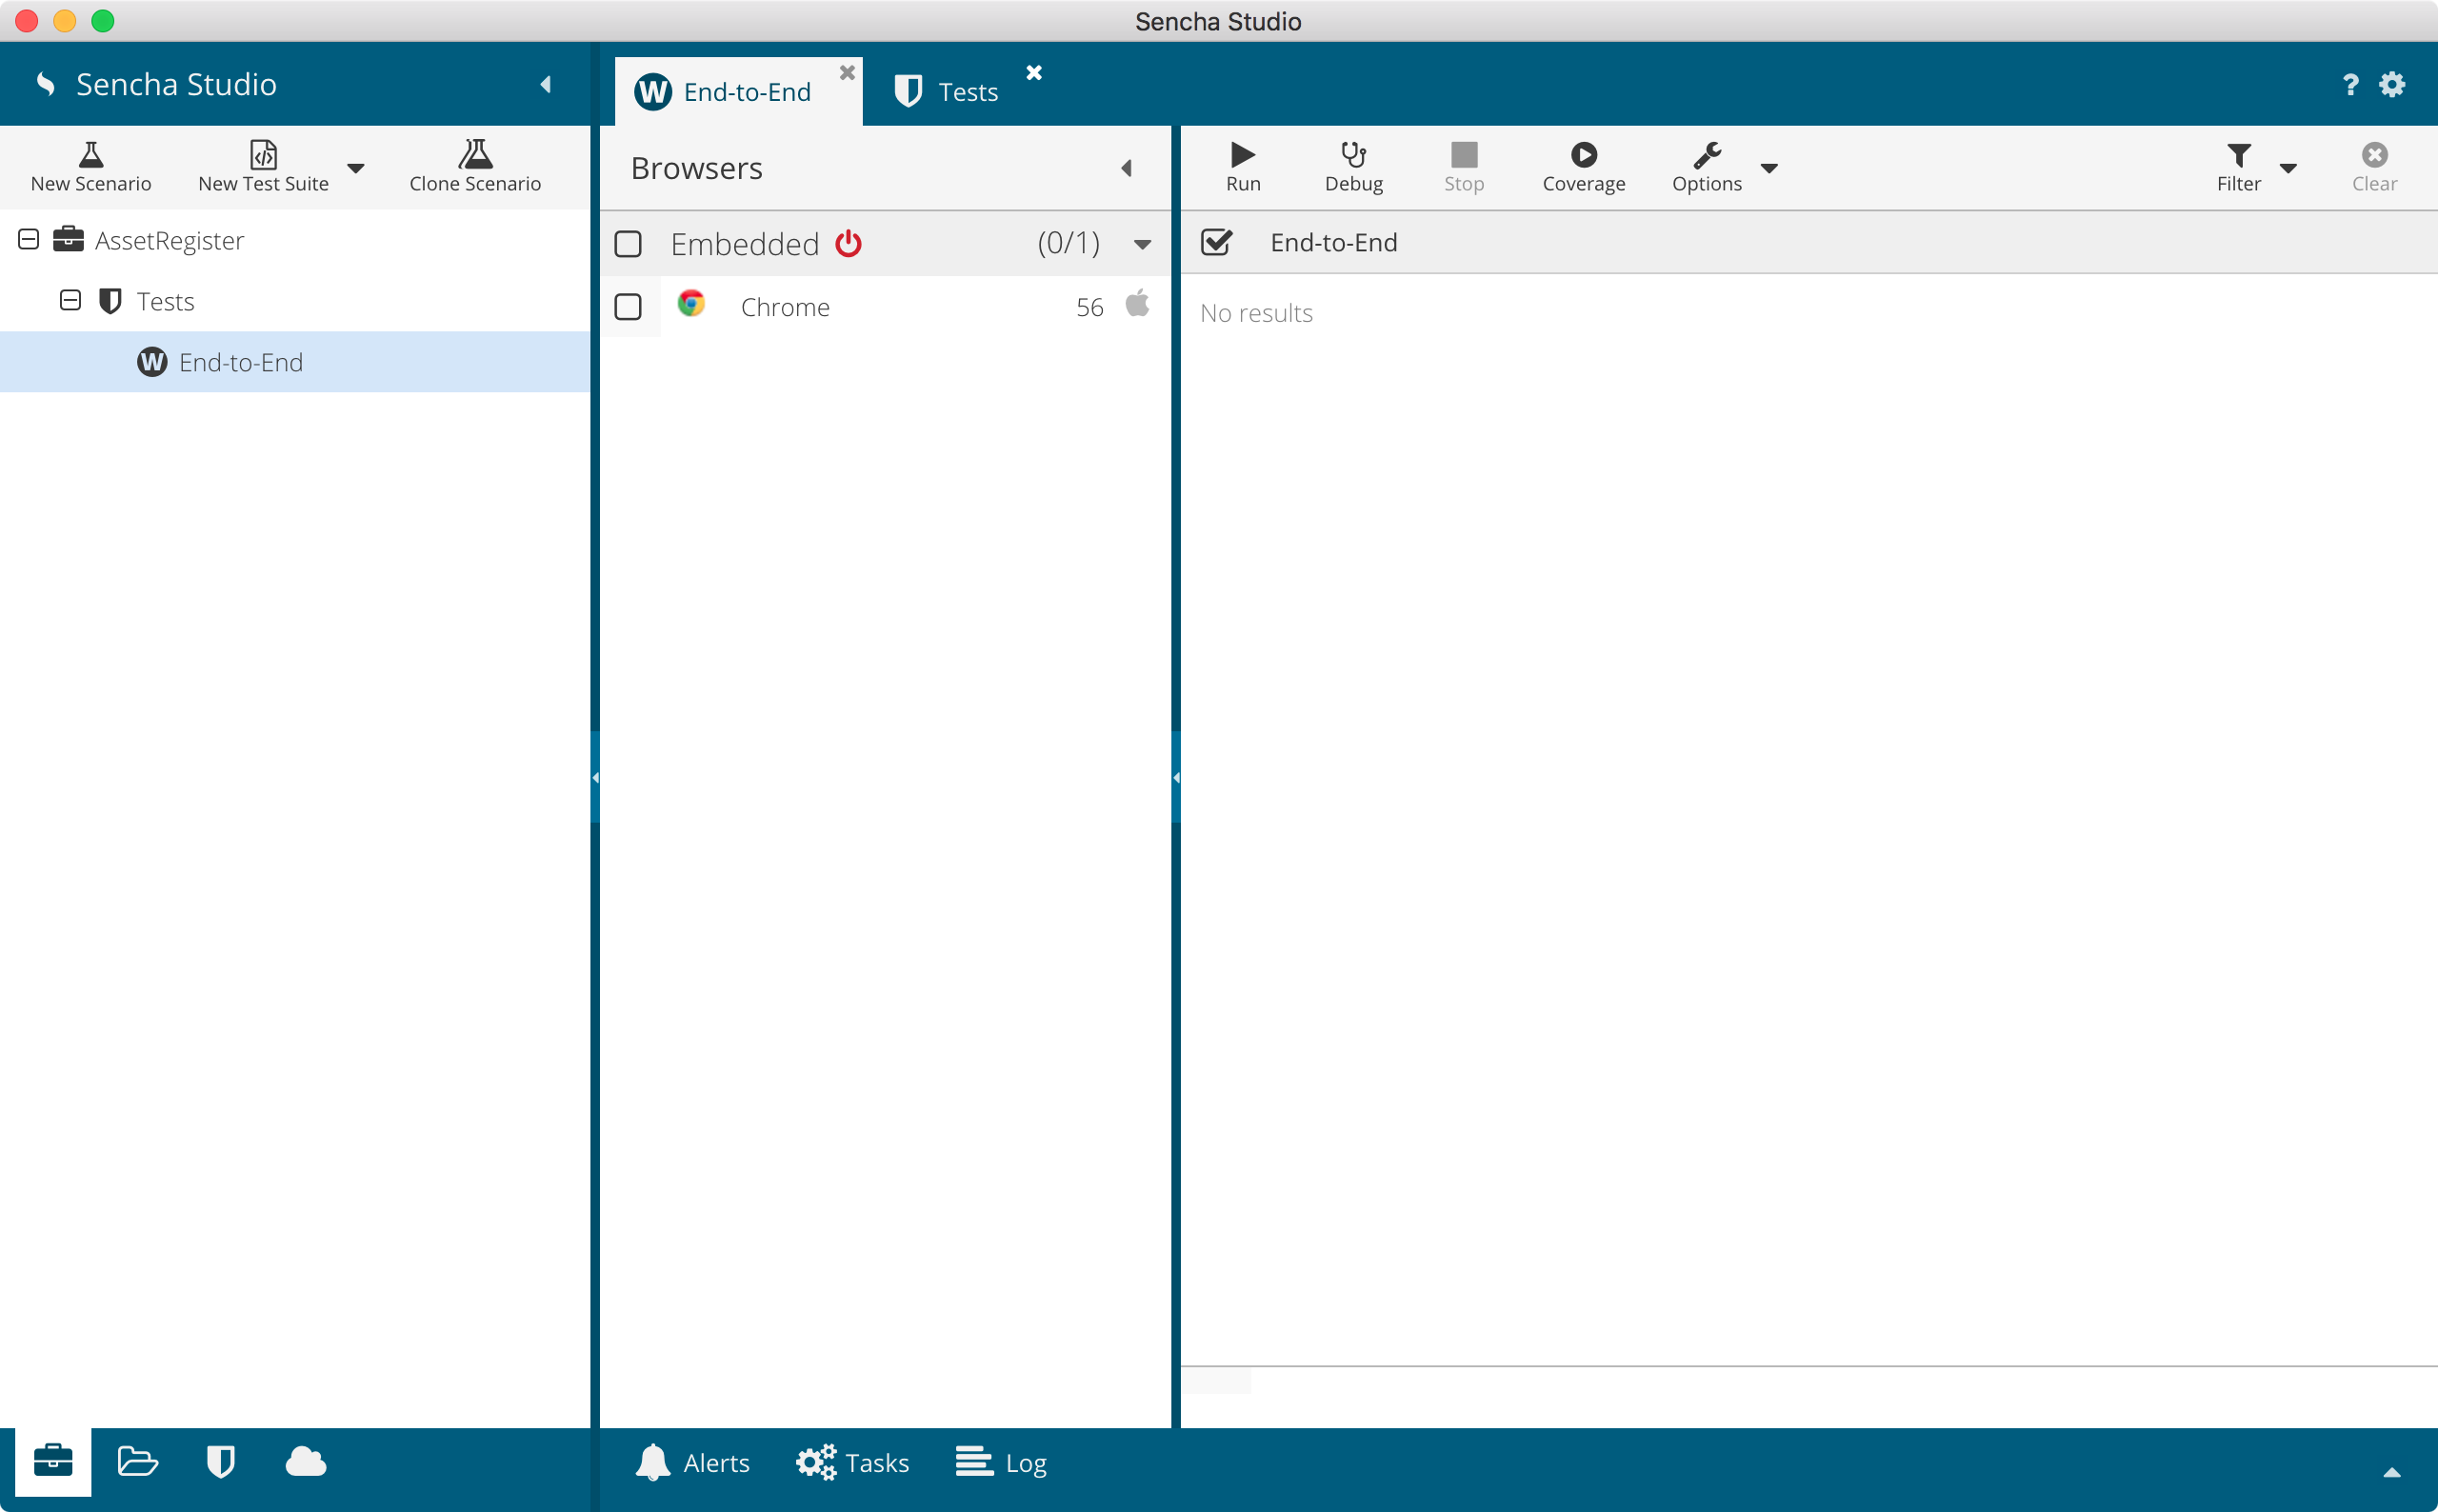 Sencha Studio
Sencha Studio
W End-to-End
Tests
?
New Scenario
New Test Suite
Clone Scenario
Browsers
Run
Debug
Stop
Coverage
Options
Filter
Clear
AssetRegister
Embedded (0/1)
End-to-End
Tests
Chrome 56
No results
W End-to-End
Alerts
Tasks
Log